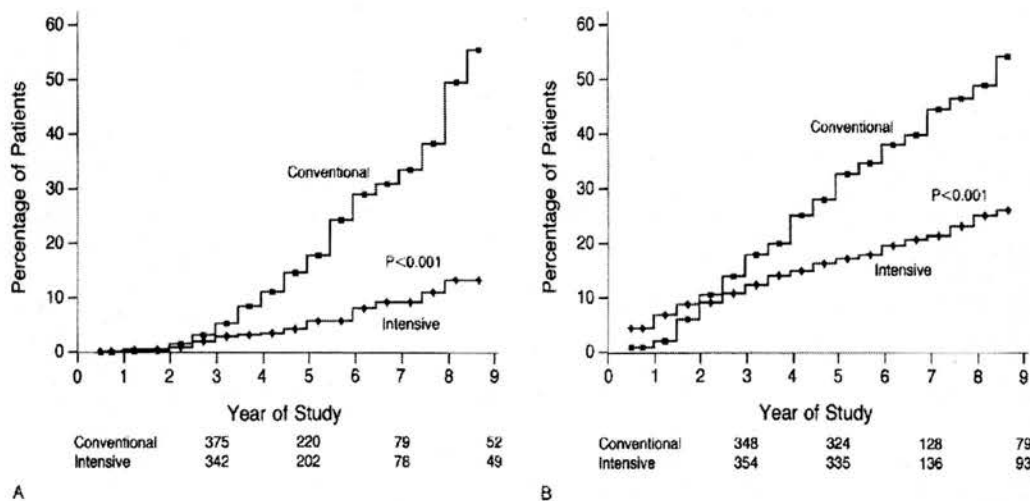 60
50
40
30
20
10
0
Percentage of Patients
Conventional
P<0.001
Intensive
0 1 2 3 4 5 6 7 8 9
Year of Study
Conventional 375 220 79 52
Intensive 342 202 78 49
A
60
50
40
30
20
10
0
Percentage of Patients
Conventional
P<0.001
Intensive
0 1 2 3 4 5 6 7 8 9
Year of Study
Conventional 348 324 128 79
Intensive 354 335 136 93
B